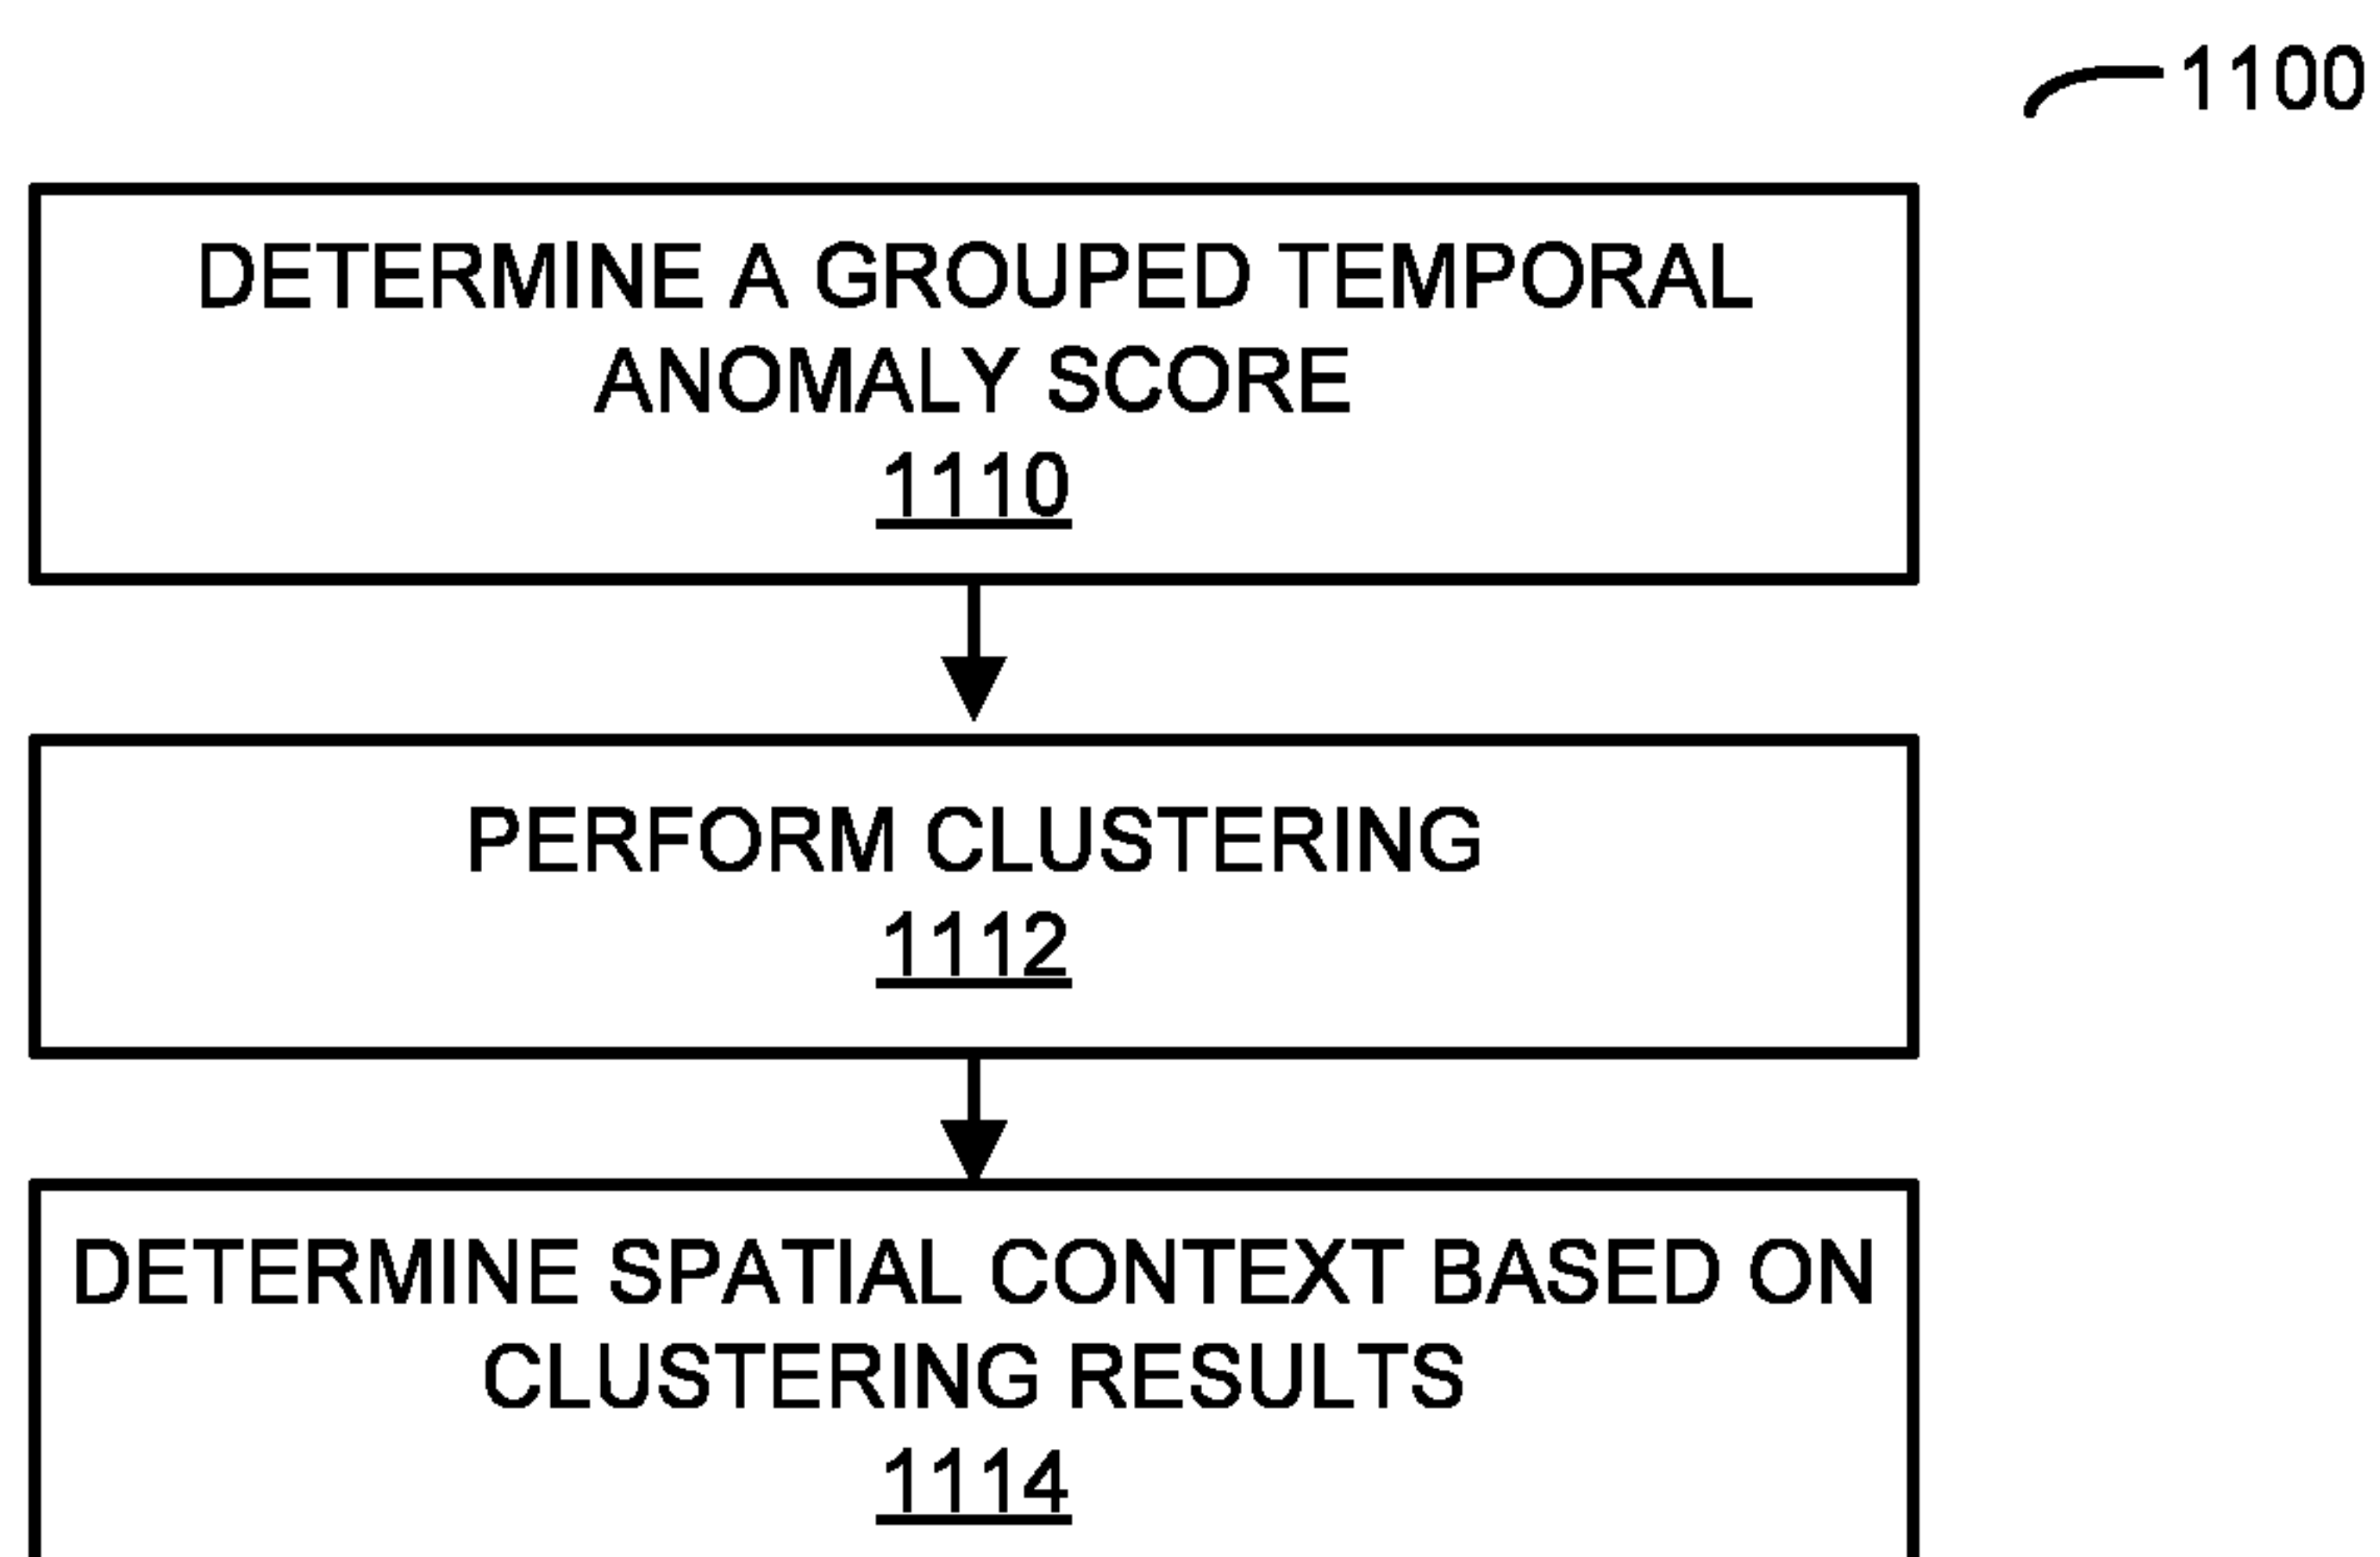 1100
DETERMINE A GROUPED TEMPORAL
ANOMALY SCORE
1110
PERFORM CLUSTERING
1112
DETERMINE SPATIAL CONTEXT BASED ON
CLUSTERING RESULTS
1114